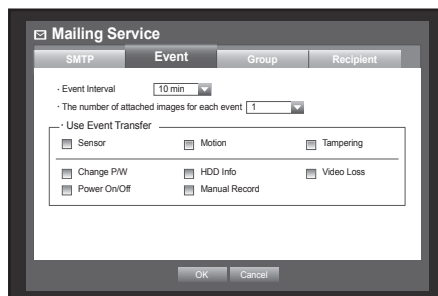 Mailing Service
SMTP Event Group Recipient
· Event Interval 10 min
· The number of attached images for each event 1
· Use Event Transfer
Sensor Motion Tampering
Change P/W HDD Info Video Loss
Power On/Off Manual Record
OK Cancel